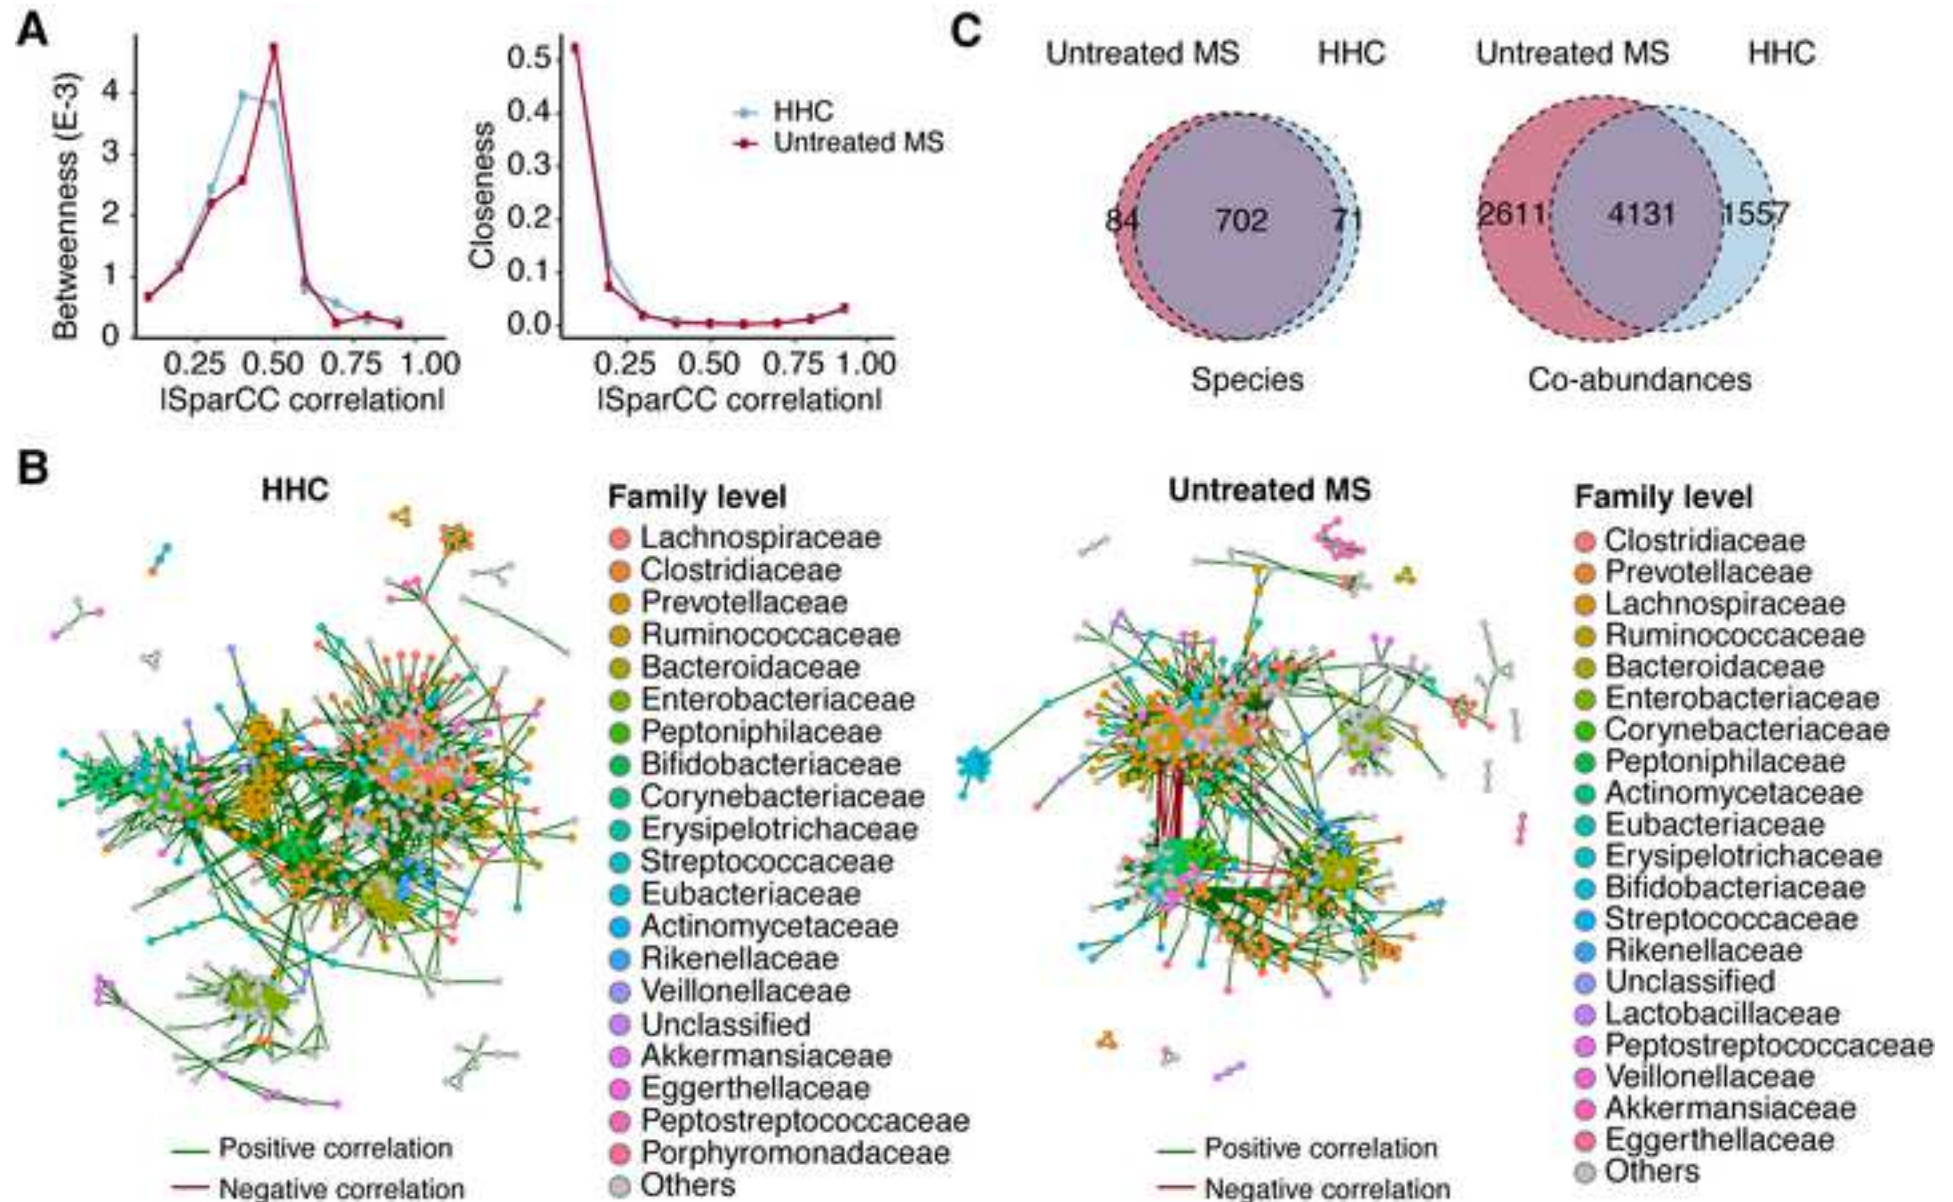 A
Betweenness (E-3)
4
3
2
1
0
0.25 0.50 0.75 1.00
|SparCC correlation|
Closeness
0.5
0.4
0.3
0.2
0.1
0.0
0.25 0.50 0.75 1.00
|SparCC correlation|
HHC
Untreated MS
C
Untreated MS HHC
84 702 71
Species
Untreated MS HHC
2611 4131 1557
Co-abundances
B
HHC
Family level
Lachnospiraceae
Clostridiaceae
Prevotellaceae
Ruminococcaceae
Bacteroidaceae
Enterobacteriaceae
Peptoniphilaceae
Bifidobacteriaceae
Corynebacteriaceae
Erysipelotrichaceae
Streptococcaceae
Eubacteriaceae
Actinomycetaceae
Rikenellaceae
Veillonellaceae
Unclassified
Akkermansiaceae
Eggerthellaceae
Peptostreptococcaceae
Porphyromonadaceae
Others
Positive correlation
Negative correlation
Untreated MS
Family level
Clostridiaceae
Prevotellaceae
Lachnospiraceae
Ruminococcaceae
Bacteroidaceae
Enterobacteriaceae
Corynebacteriaceae
Peptoniphilaceae
Actinomycetaceae
Eubacteriaceae
Erysipelotrichaceae
Bifidobacteriaceae
Streptococcaceae
Rikenellaceae
Unclassified
Lactobacillaceae
Peptostreptococcaceae
Veillonellaceae
Akkermansiaceae
Eggerthellaceae
Others
Positive correlation
Negative correlation